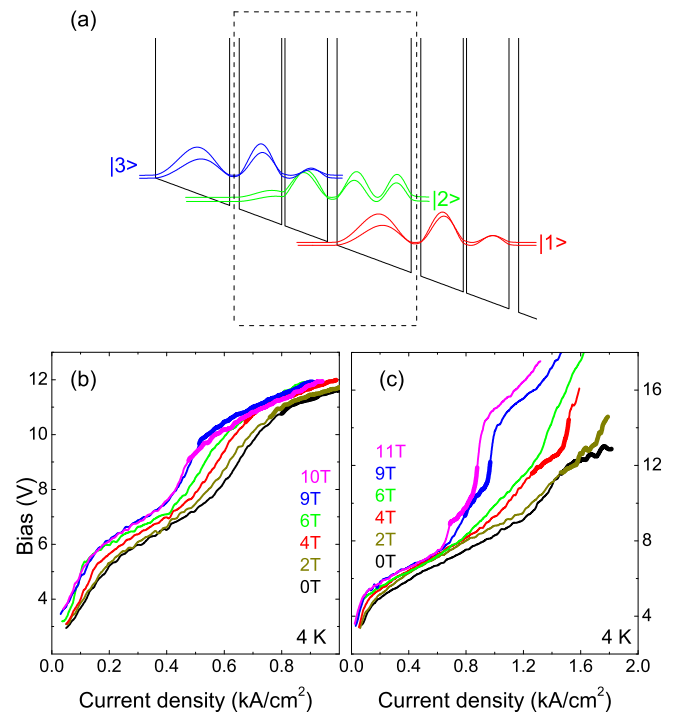 (a)
|3>
|2>
|1>
(b)
(c)
12
10
8
6
4
Bias (V)
10T
9T
6T
4T
2T
0T
4 K
11T
9T
6T
4T
2T
0T
4 K
16
12
8
4
0.0 0.2 0.4 0.6 0.8
0.0 0.4 0.8 1.2 1.6 2.0
Current density (kA/cm²)
Current density (kA/cm²)